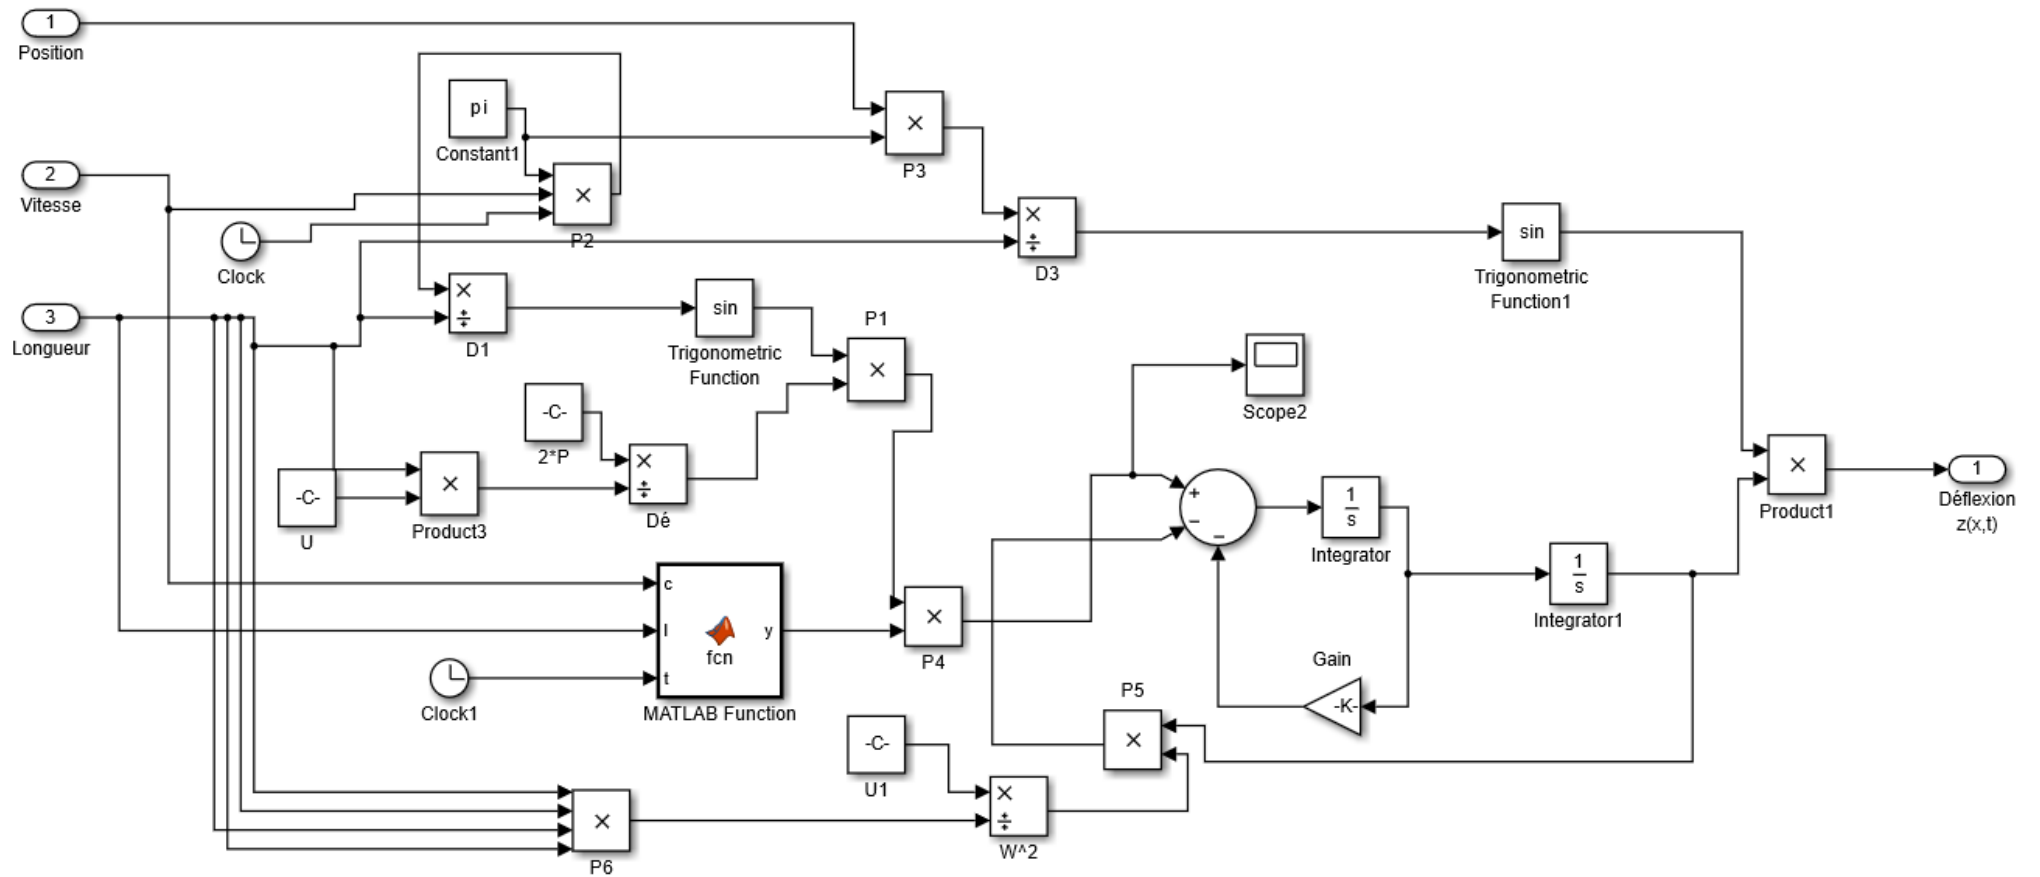 1
Position
pi
Constant1
×
P3
2
Vitesse
×
P2
Clock
×
÷
D3
sin
Trigonometric
Function1
3
Longueur
×
÷
D1
sin
Trigonometric
Function
P1
×
Scope2
-C-
2*P
×
÷
Dé
-C-
U
×
Product3
+
−
−
1
s
Integrator
×
Product1
1
Déflexion
z(x,t)
1
s
Integrator1
c
l
t
y
fcn
MATLAB Function
Clock1
×
P4
Gain
-K-
P5
×
-C-
U1
×
÷
W^2
×
P6